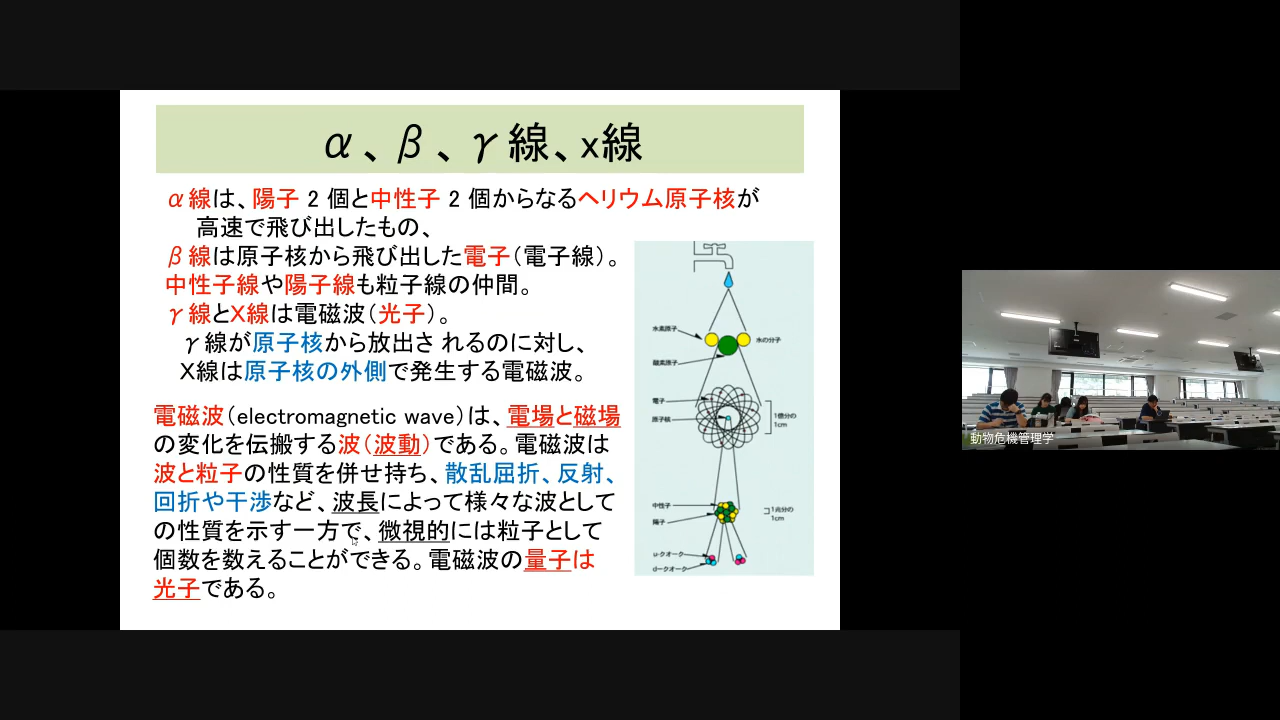 α、β、γ線、x線
α線は、陽子 2 個と中性子 2 個からなるヘリウム原子核が
高速で飛び出したもの、
β線は原子核から飛び出した電子(電子線)。
中性子線や陽子線も粒子線の仲間。
γ線とX線は電磁波(光子)。
γ線が原子核から放出さ れるのに対し、
X線は原子核の外側で発生する電磁波。
電磁波(electromagnetic wave)は、電場と磁場
の変化を伝搬する波(波動)である。電磁波は
波と粒子の性質を併せ持ち、散乱屈折、反射、
回折や干渉など、波長によって様々な波として
の性質を示す一方で、微視的には粒子として
個数を数えることができる。電磁波の量子は
光子である。
水素原子
水の分子
酸素原子
電子
原子核
1億分の
1cm
中性子
陽子
1兆分の
1cm
u-クオーク
d-クオーク
動物危機管理学